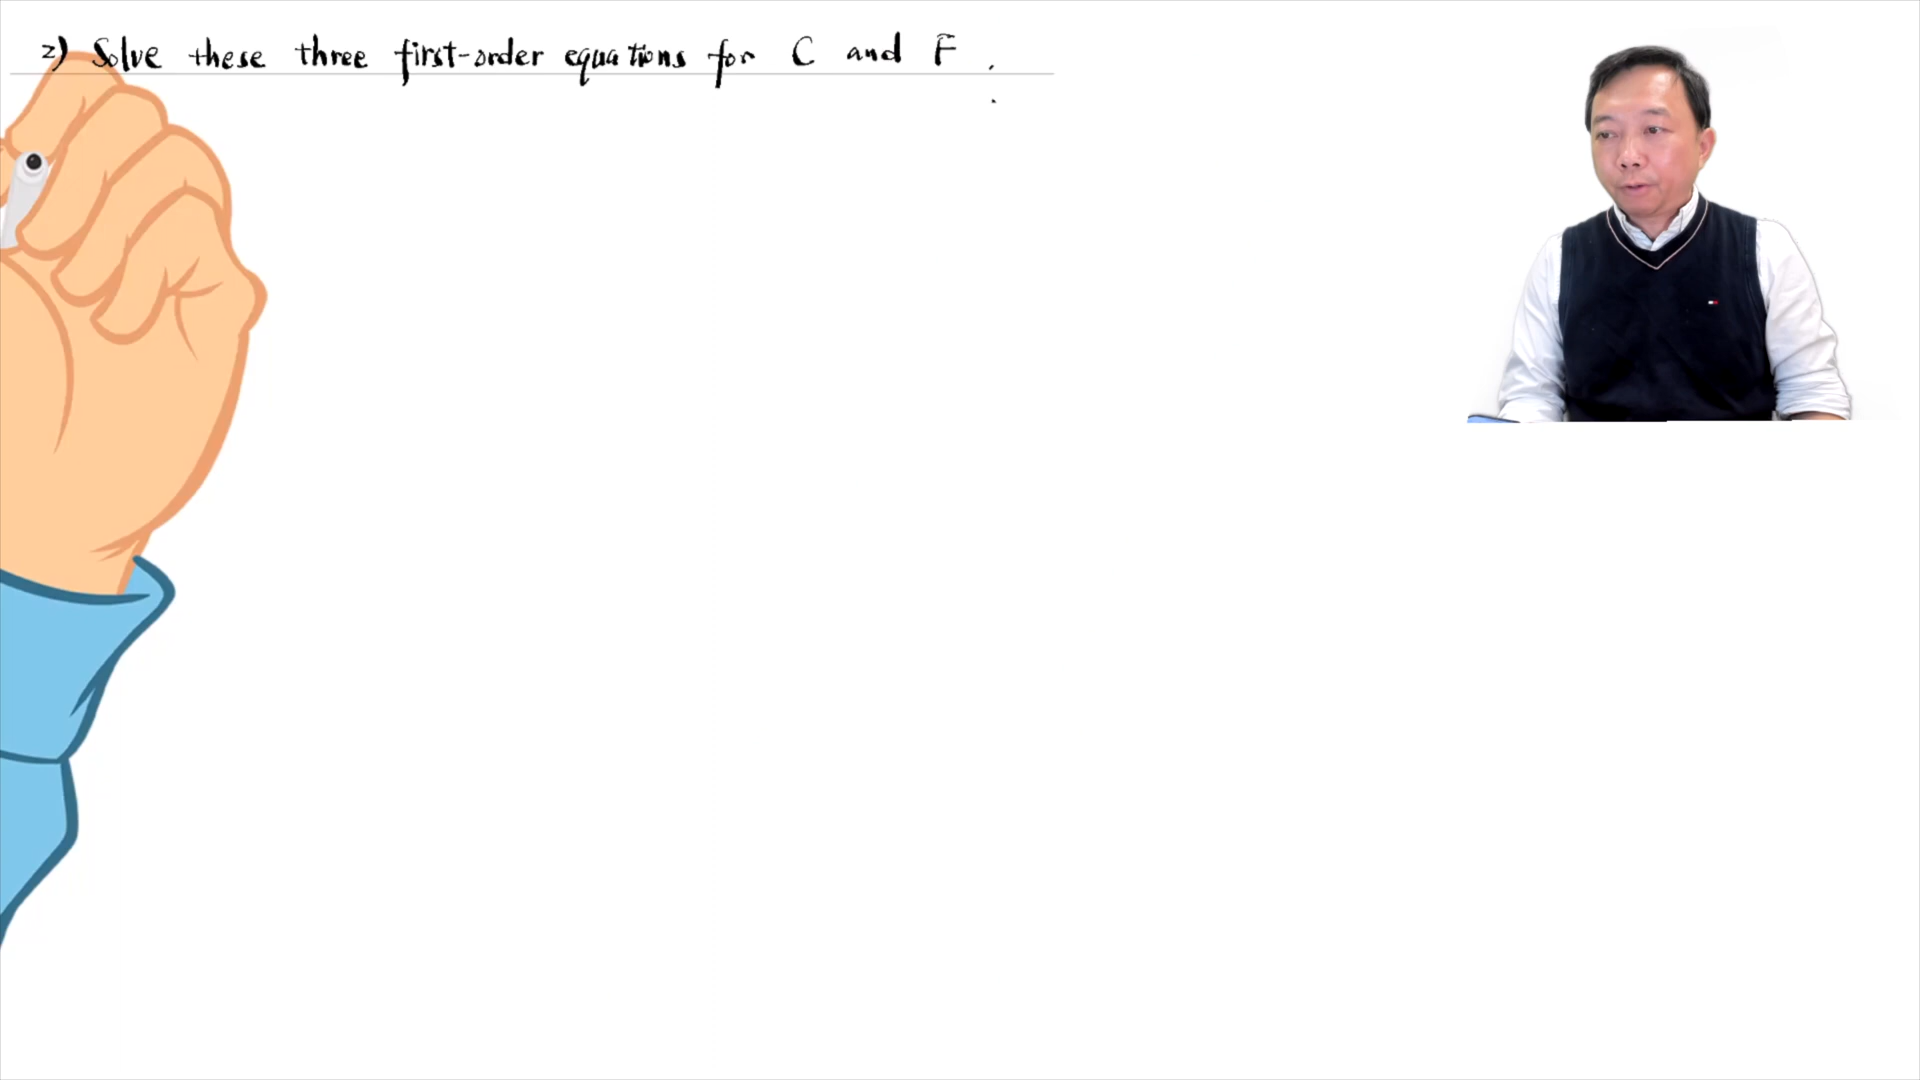 2) Solve these three first-order equations for C and F .